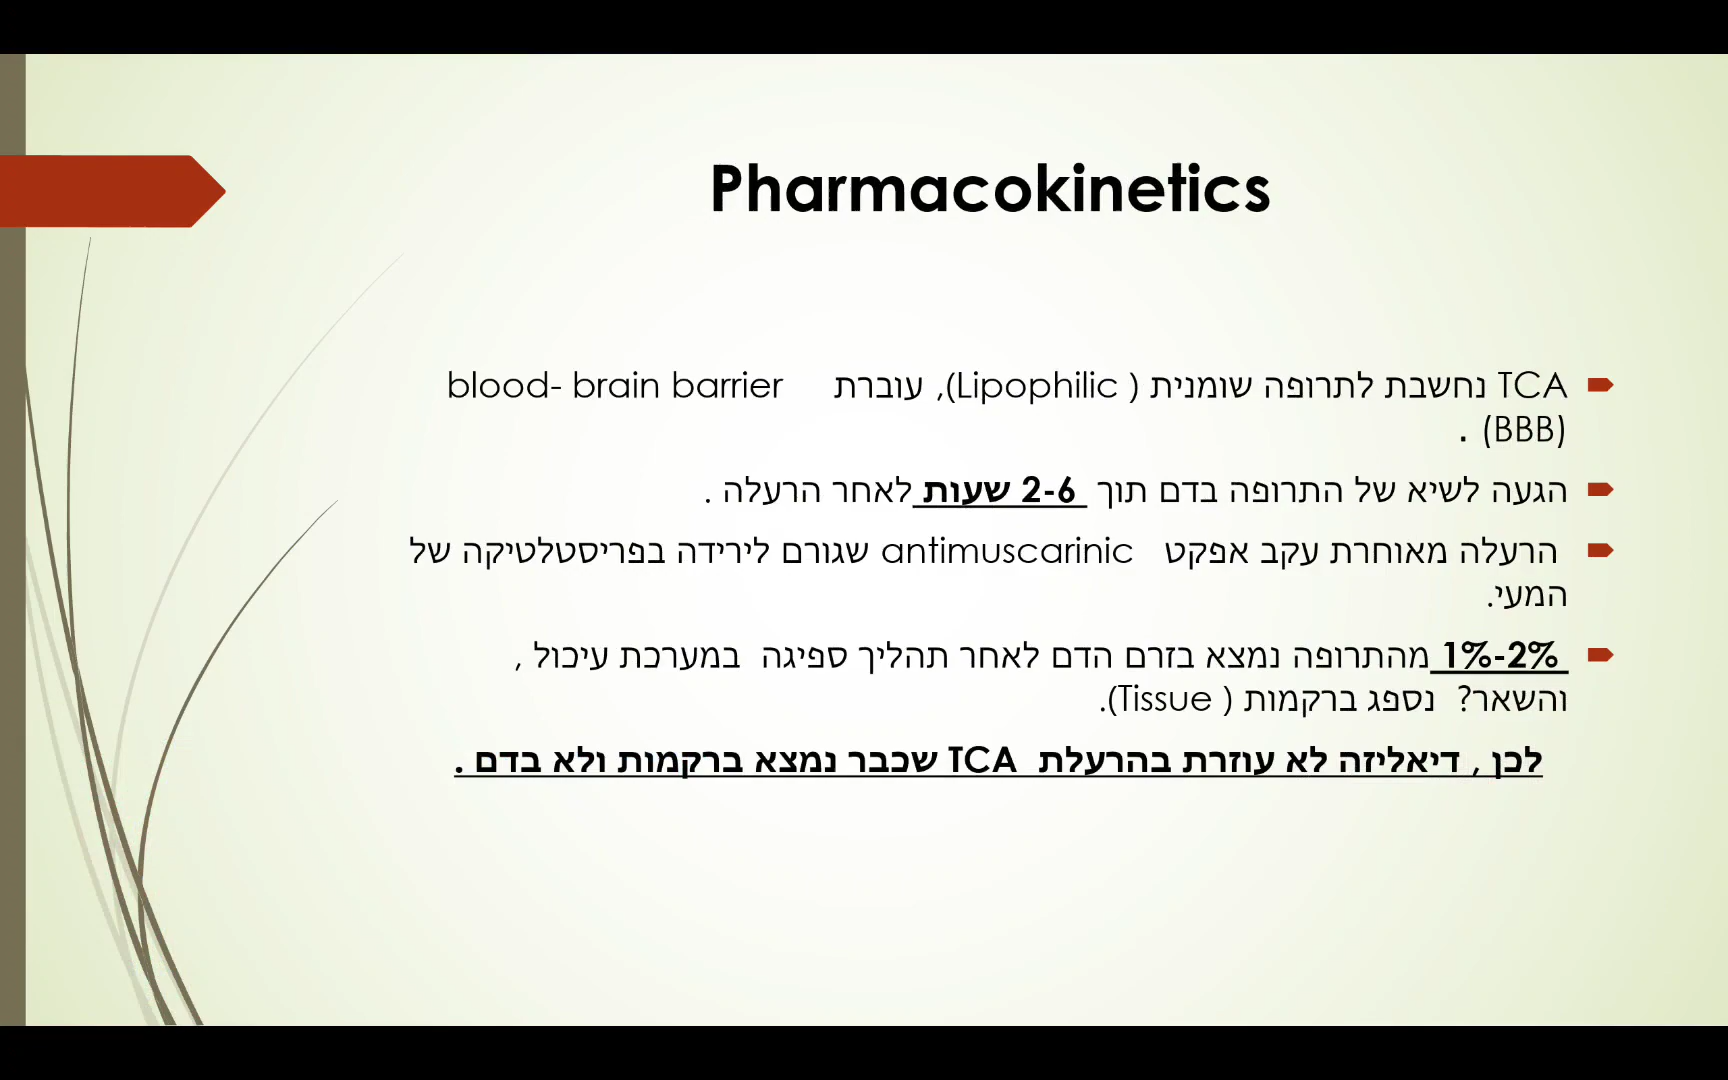 Pharmacokinetics
TCA נחשבת לתרופה שומנית ( Lipophilic), עוברת blood- brain barrier
(BBB) .
הגעה לשיא של התרופה בדם תוך 2-6 שעות לאחר הרעלה .
הרעלה מאוחרת עקב אפקט antimuscarinic שגורם לירידה בפריסטלטיקה של
המעי.
1%-2% מהתרופה נמצא בזרם הדם לאחר תהליך ספיגה במערכת עיכול ,
והשאר? נספג ברקמות ( Tissue).
לכן , דיאליזה לא עוזרת בהרעלת TCA שכבר נמצא ברקמות ולא בדם .